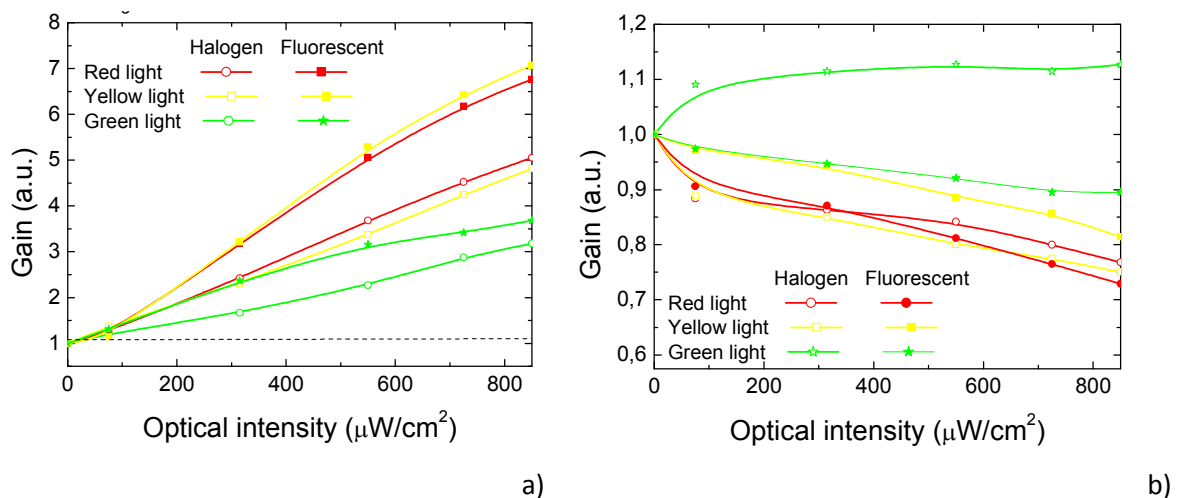 8
7
6
5
4
3
2
1
Gain (a.u.)
Halogen Fluorescent
Red light
Yellow light
Green light
0 200 400 600 800
Optical intensity (μW/cm²)
a)
1,2
1,1
1,0
0,9
0,8
0,7
0,6
Gain (a.u.)
Halogen Fluorescent
Red light
Yellow light
Green light
0 200 400 600 800
Optical intensity (μW/cm²)
b)